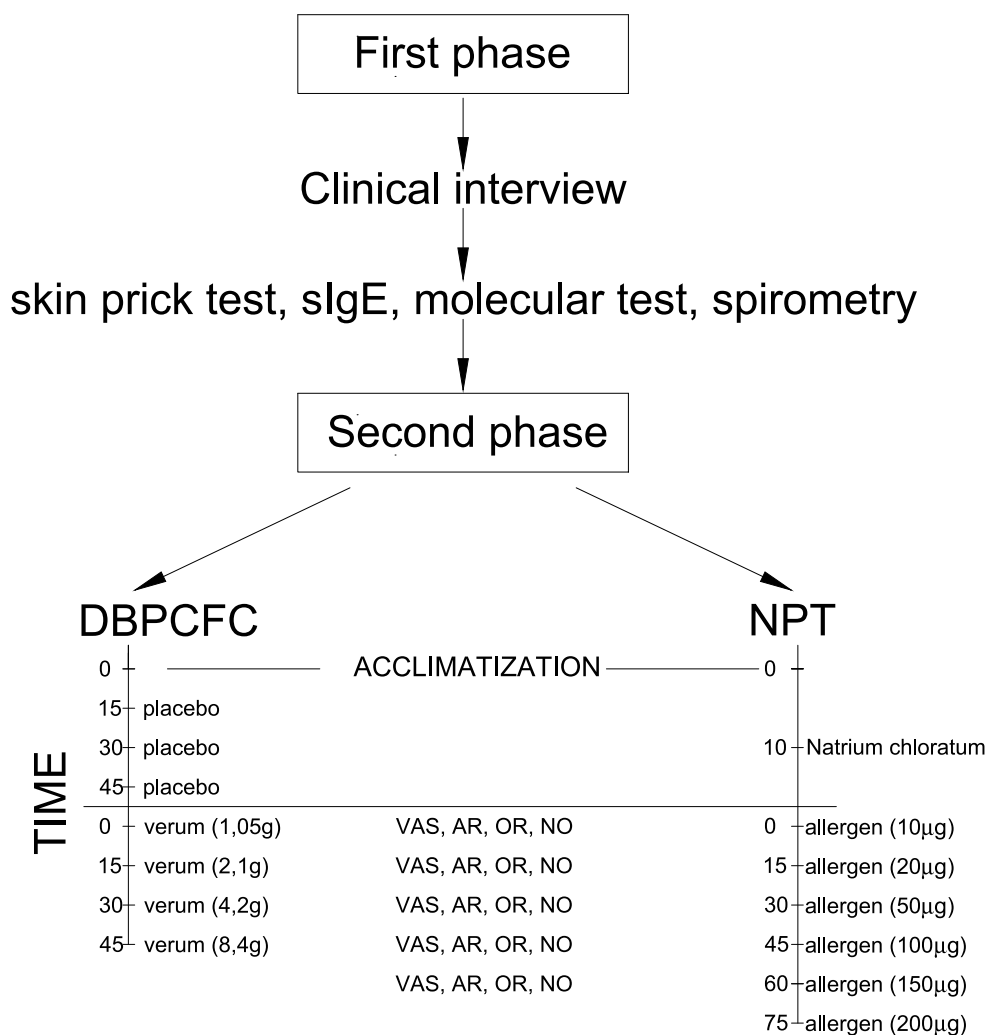 First phase
Clinical interview
skin prick test, sIgE, molecular test, spirometry
Second phase
DBPCFC NPT
0 ACCLIMATIZATION 0
15 placebo
30 placebo 10 Natrium chloratum
45 placebo
TIME
0 verum (1,05g) VAS, AR, OR, NO 0 allergen (10µg)
15 verum (2,1g) VAS, AR, OR, NO 15 allergen (20µg)
30 verum (4,2g) VAS, AR, OR, NO 30 allergen (50µg)
45 verum (8,4g) VAS, AR, OR, NO 45 allergen (100µg)
VAS, AR, OR, NO 60 allergen (150µg)
75 allergen (200µg)